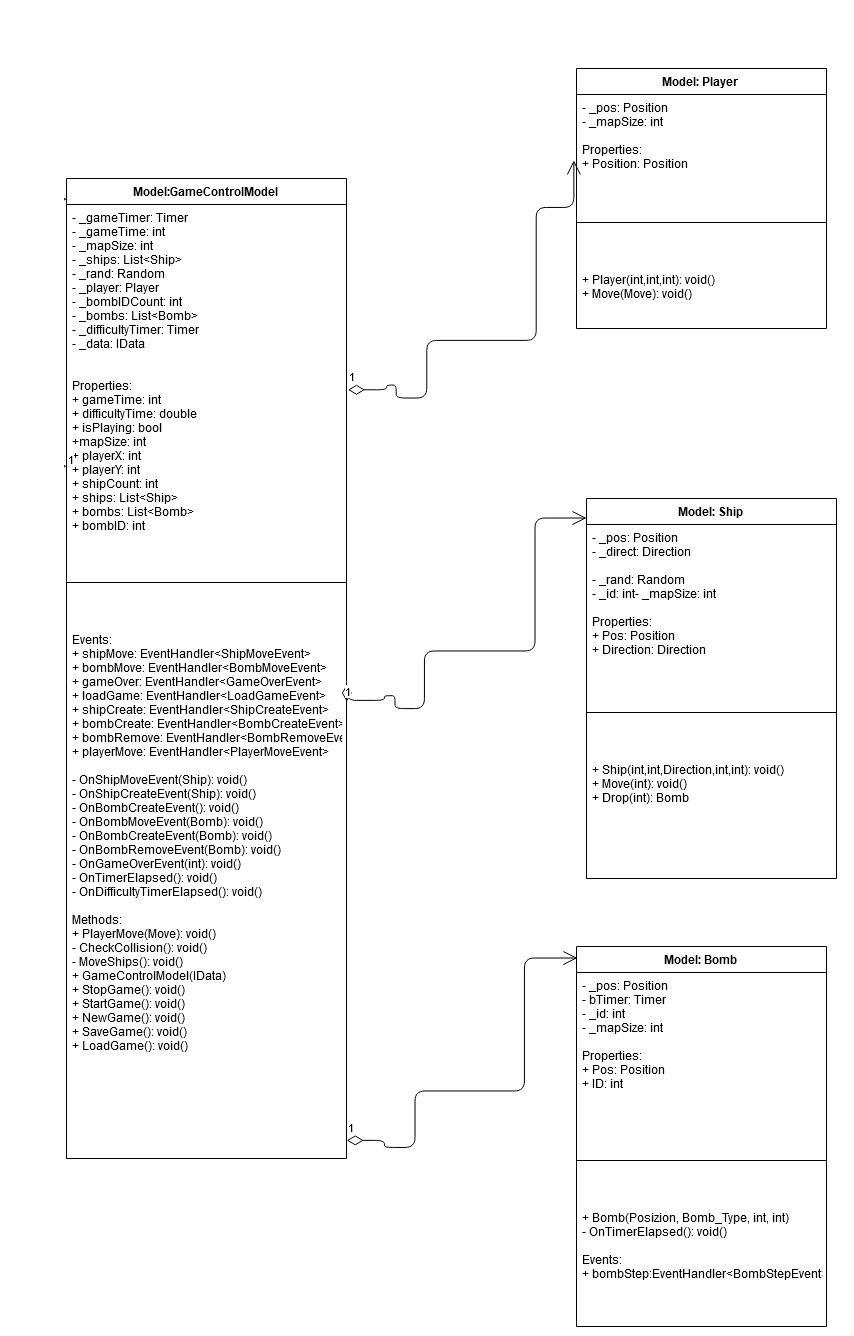 Model: Player
- _pos: Position
- _mapSize: int
Properties:
+ Position: Position
+ Player(int,int,int): void()
+ Move(Move): void()
Model:GameControlModel
- _gameTimer: Timer
- _gameTime: int
- _mapSize: int
- _ships: List<Ship>
- _rand: Random
- _player: Player
- _bombIDCount: int
- _bombs: List<Bomb>
- _difficultyTimer: Timer
- _data: IData
Properties:
+ gameTime: int
+ difficultyTime: double
+ isPlaying: bool
+mapSize: int
+ playerX: int
+ playerY: int
+ shipCount: int
+ ships: List<Ship>
+ bombs: List<Bomb>
+ bombID: int
1
1
Events:
+ shipMove: EventHandler<ShipMoveEvent>
+ bombMove: EventHandler<BombMoveEvent>
+ gameOver: EventHandler<GameOverEvent>
+ loadGame: EventHandler<LoadGameEvent>
+ shipCreate: EventHandler<ShipCreateEvent>
+ bombCreate: EventHandler<BombCreateEvent>
+ bombRemove: EventHandler<BombRemoveEve
+ playerMove: EventHandler<PlayerMoveEvent>
1
- OnShipMoveEvent(Ship): void()
- OnShipCreateEvent(Ship): void()
- OnBombCreateEvent(): void()
- OnBombMoveEvent(Bomb): void()
- OnBombCreateEvent(Bomb): void()
- OnBombRemoveEvent(Bomb): void()
- OnGameOverEvent(int): void()
- OnTimerElapsed(): void()
- OnDifficultyTimerElapsed(): void()
Methods:
+ PlayerMove(Move): void()
- CheckCollision(): void()
- MoveShips(): void()
+ GameControlModel(IData)
+ StopGame(): void()
+ StartGame(): void()
+ NewGame(): void()
+ SaveGame(): void()
+ LoadGame(): void()
1
Model: Ship
- _pos: Position
- _direct: Direction
- _rand: Random
- _id: int- _mapSize: int
Properties:
+ Pos: Position
+ Direction: Direction
+ Ship(int,int,Direction,int,int): void()
+ Move(int): void()
+ Drop(int): Bomb
Model: Bomb
- _pos: Position
- bTimer: Timer
- _id: int
- _mapSize: int
Properties:
+ Pos: Position
+ ID: int
+ Bomb(Posizion, Bomb_Type, int, int)
- OnTimerElapsed(): void()
Events:
+ bombStep:EventHandler<BombStepEvent